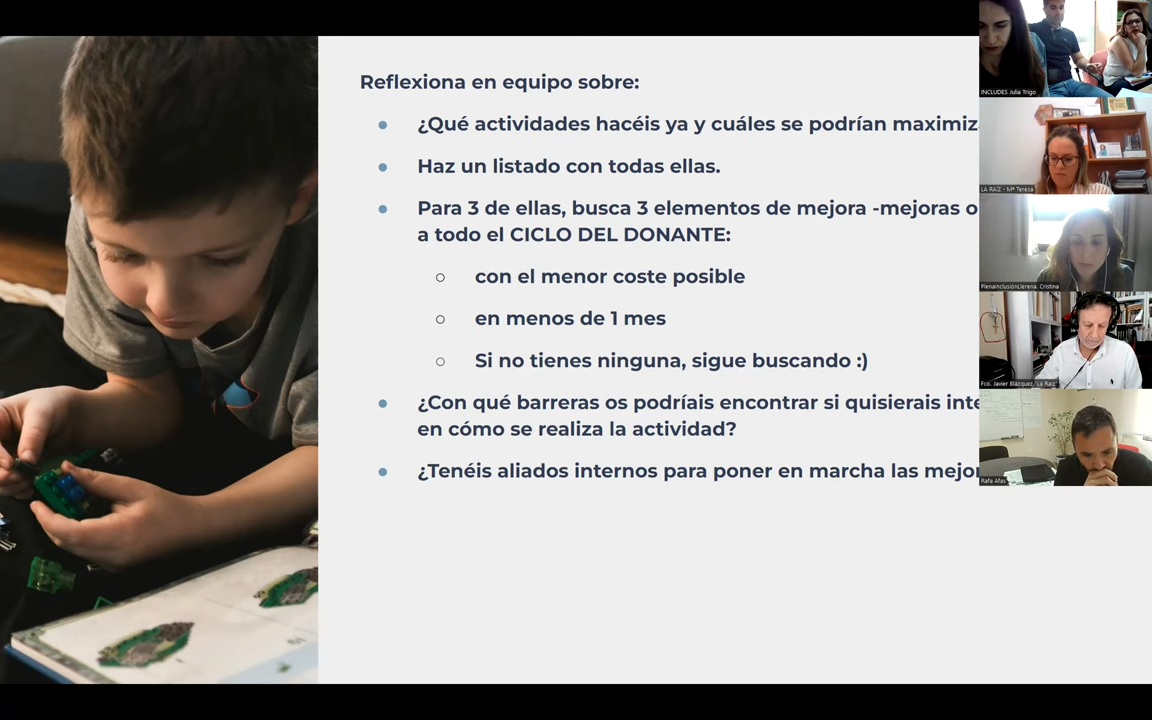 Reflexiona en equipo sobre:
¿Qué actividades hacéis ya y cuáles se podrían maximiz
Haz un listado con todas ellas.
Para 3 de ellas, busca 3 elementos de mejora -mejoras o
a todo el CICLO DEL DONANTE:
con el menor coste posible
en menos de 1 mes
Si no tienes ninguna, sigue buscando :)
¿Con qué barreras os podríais encontrar si quisierais inte
en cómo se realiza la actividad?
¿Tenéis aliados internos para poner en marcha las mejor
INCLUDES Julia Trigo
LA RAÍZ - Mª Teresa
PlenainclusiónLlerena. Cristina
Fco. Javier Blázquez. "La Raíz"
Rafa Afas